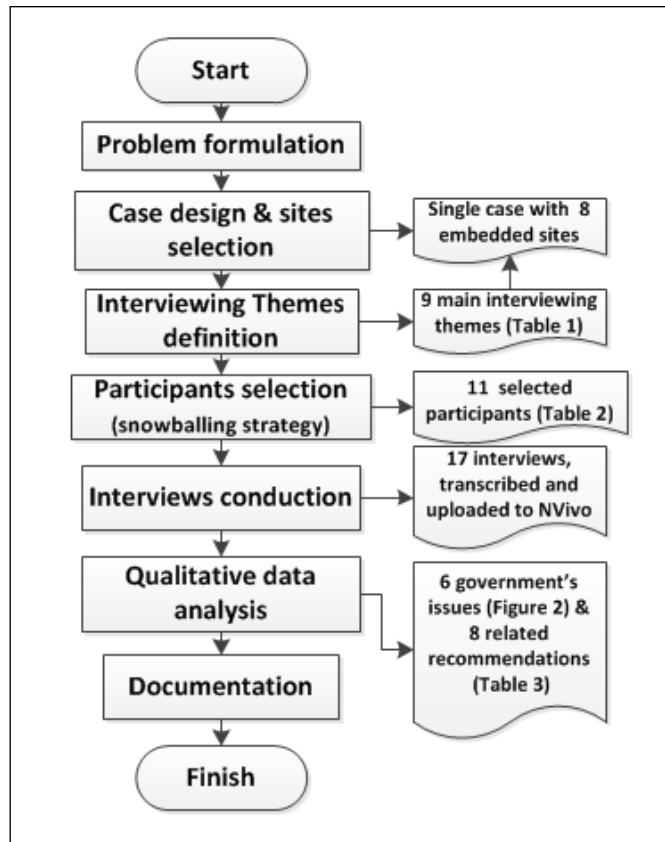 Start
Problem formulation
Case design & sites
selection
Single case with 8
embedded sites
Interviewing Themes
definition
9 main interviewing
themes (Table 1)
Participants selection
(snowballing strategy)
11 selected
participants (Table 2)
Interviews conduction
17 interviews,
transcribed and
uploaded to NVivo
Qualitative data
analysis
6 government's
issues (Figure 2) &
8 related
recommendations
(Table 3)
Documentation
Finish